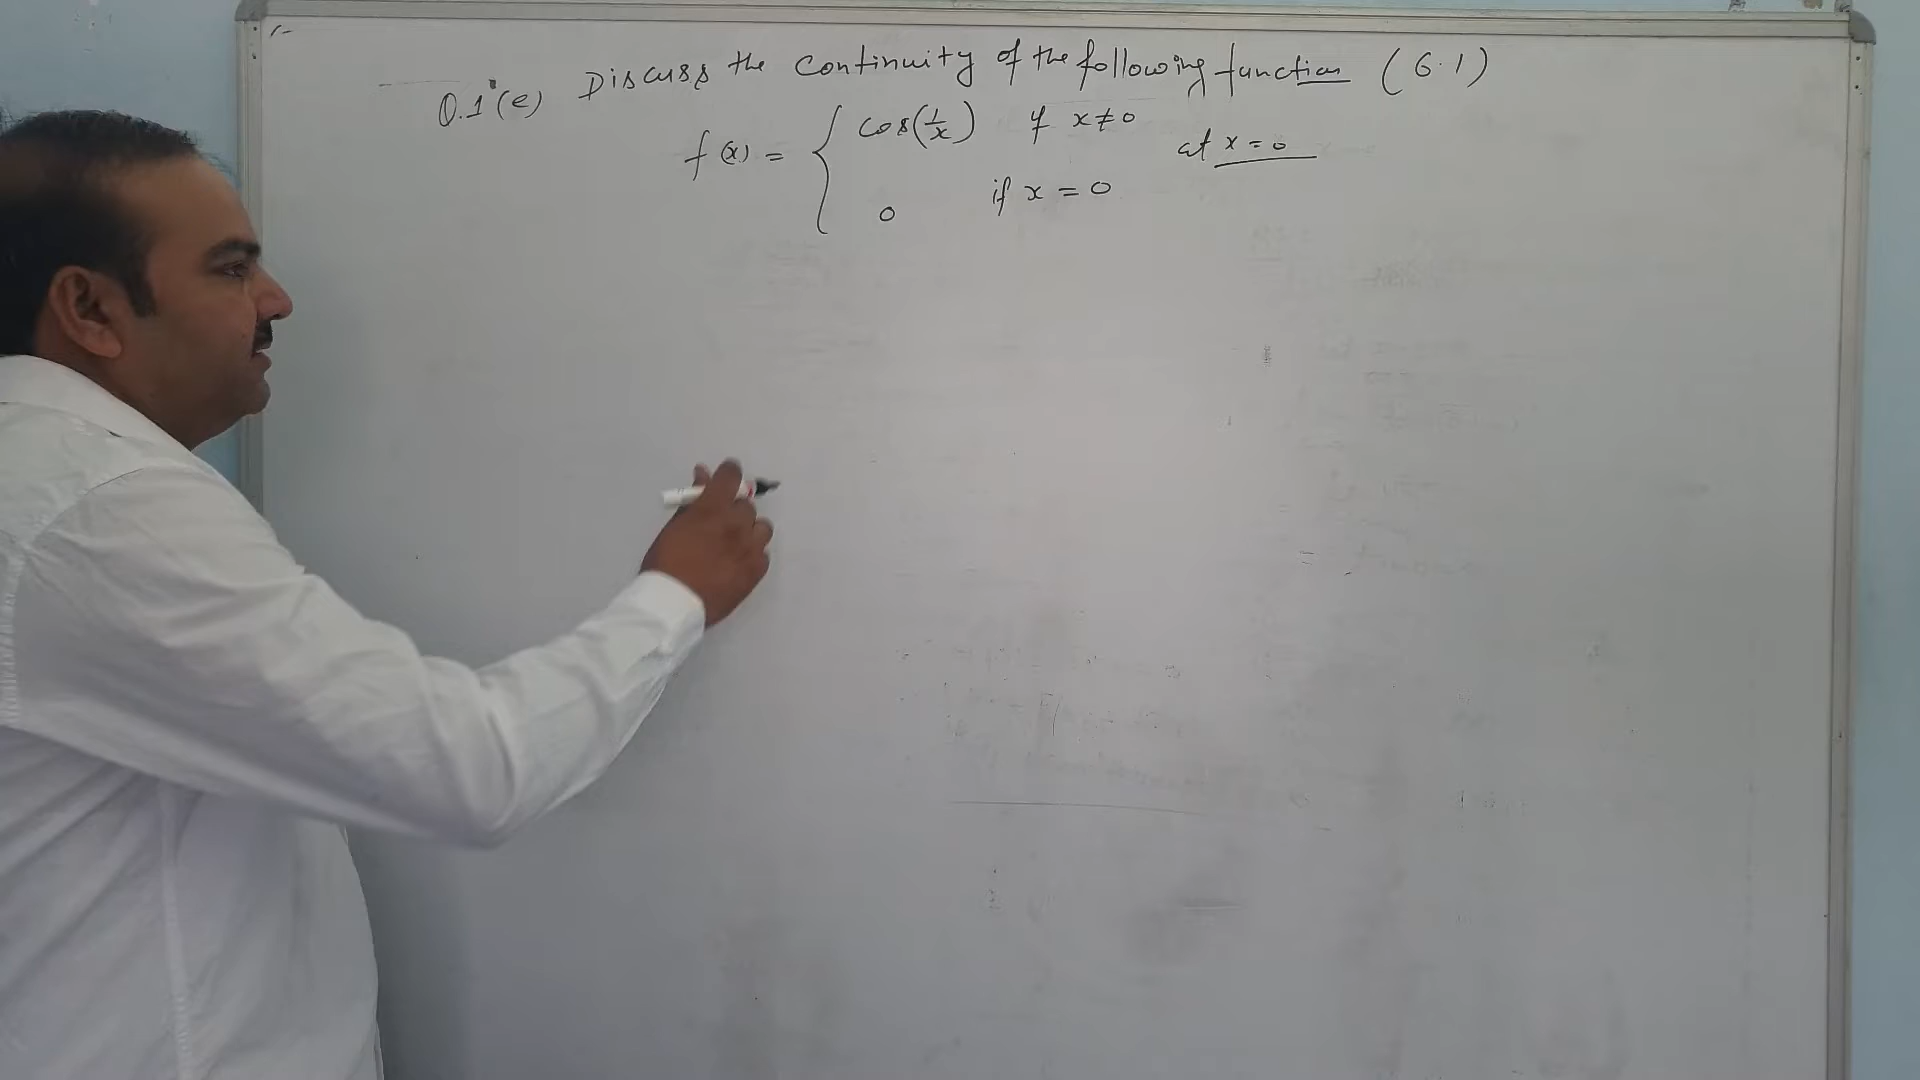 Q.1 (e) Discuss the Continuity of the following function (6.1)
f(x) = { cos(1/x) if x ≠ 0
at x = 0
0 if x = 0